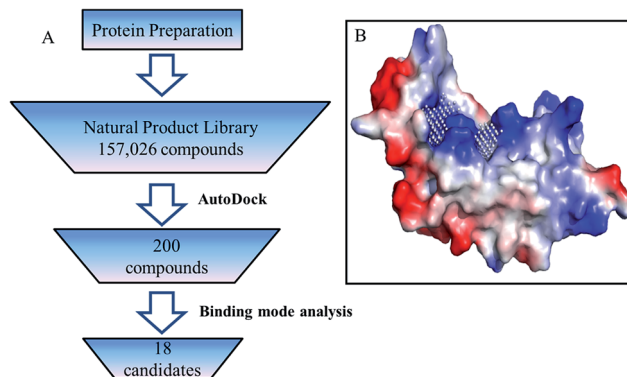 A
Protein Preparation
Natural Product Library
157,026 compounds
AutoDock
200
compounds
Binding mode analysis
18
candidates
B